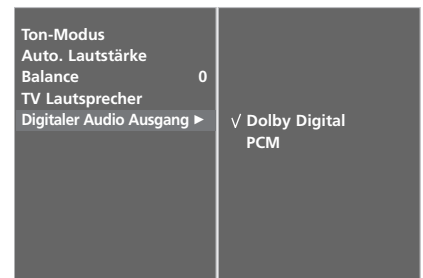 Ton-Modus
Auto. Lautstärke
Balance 0
TV Lautsprecher
Digitaler Audio Ausgang ►
√ Dolby Digital
PCM